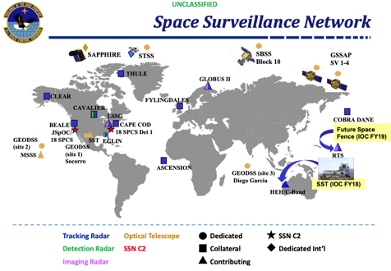 UNCLASSIFIED
Space Surveillance Network
SAPPHIRE
STSS
SBSS
Block 10
GSSAP
SV 1-4
THULE
GLOBUS II
CLEAR
FYLINGDALES
CAVALIER
COBRA DANE
LSSC
BEALE
CAPE COD
JSpOC
18 SPCS
18 SPCS Det 1
Future Space
Fence (IOC FY19)
GEODSS
(site 2)
MSSS
SST
EGLIN
GEODSS
(site 1)
Socorro
RTS
ASCENSION
GEODSS (site 3)
Diego Garcia
SST (IOC FY18)
HEH/C-Band
Tracking Radar
Optical Telescope
Dedicated
SSN C2
Detection Radar
SSN C2
Collateral
Dedicated Int'l
Imaging Radar
Contributing